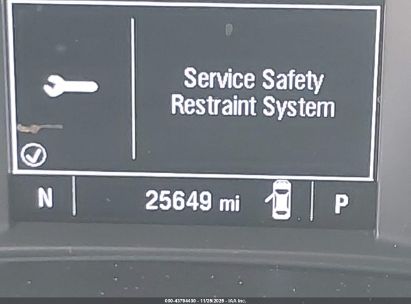 Service Safety
Restraint System
N 25649 mi P